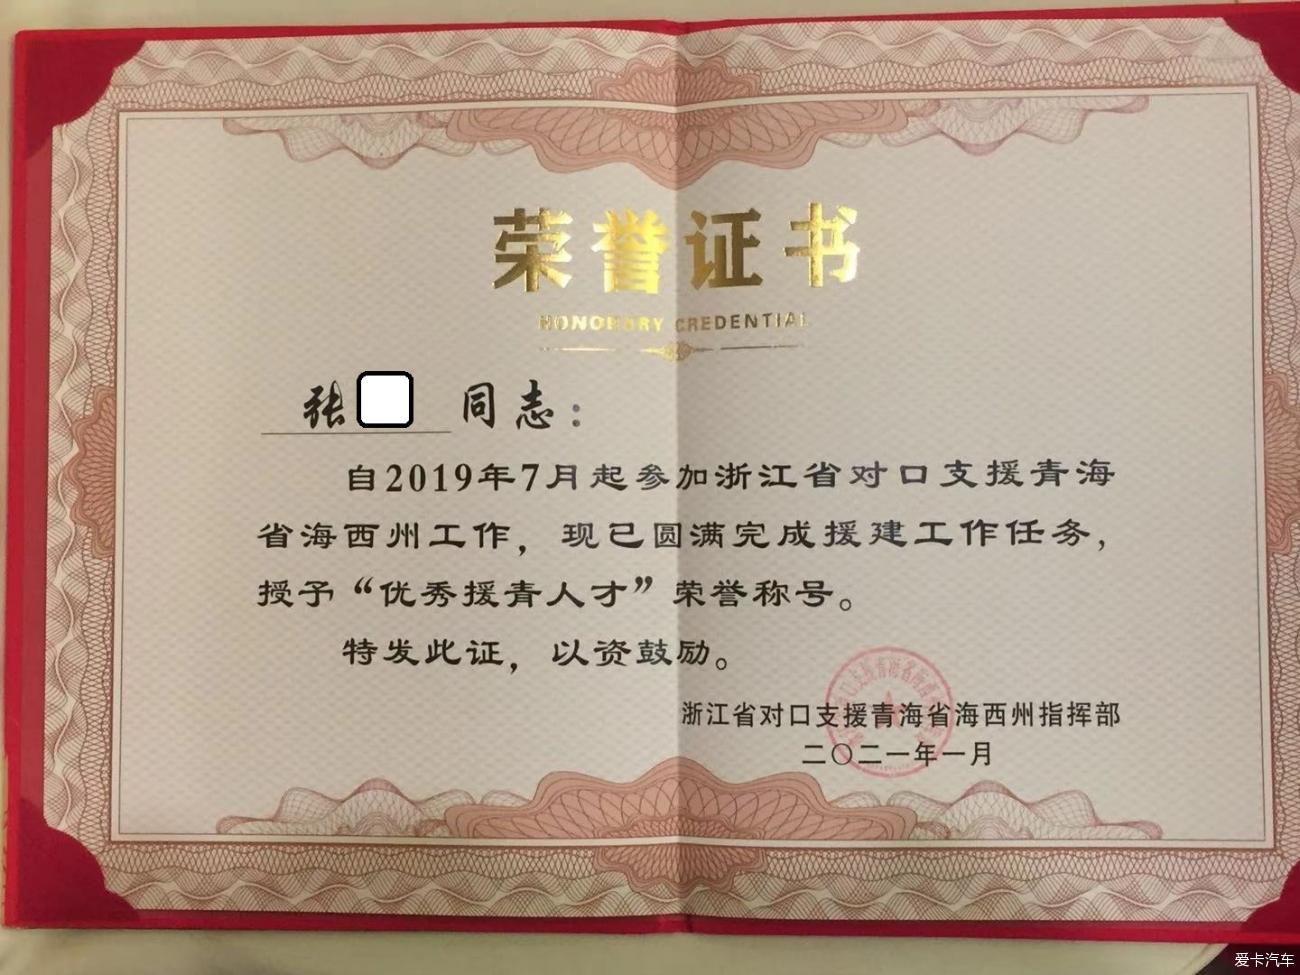 荣誉证书
HONORARY CREDENTIAL
张 同志：
自2019年7月起参加浙江省对口支援青海
省海西州工作，现已圆满完成援建工作任务，
授予“优秀援青人才”荣誉称号。
特发此证，以资鼓励。
浙江省对口支援青海省海西州指挥部
二〇二一年一月
爱卡汽车